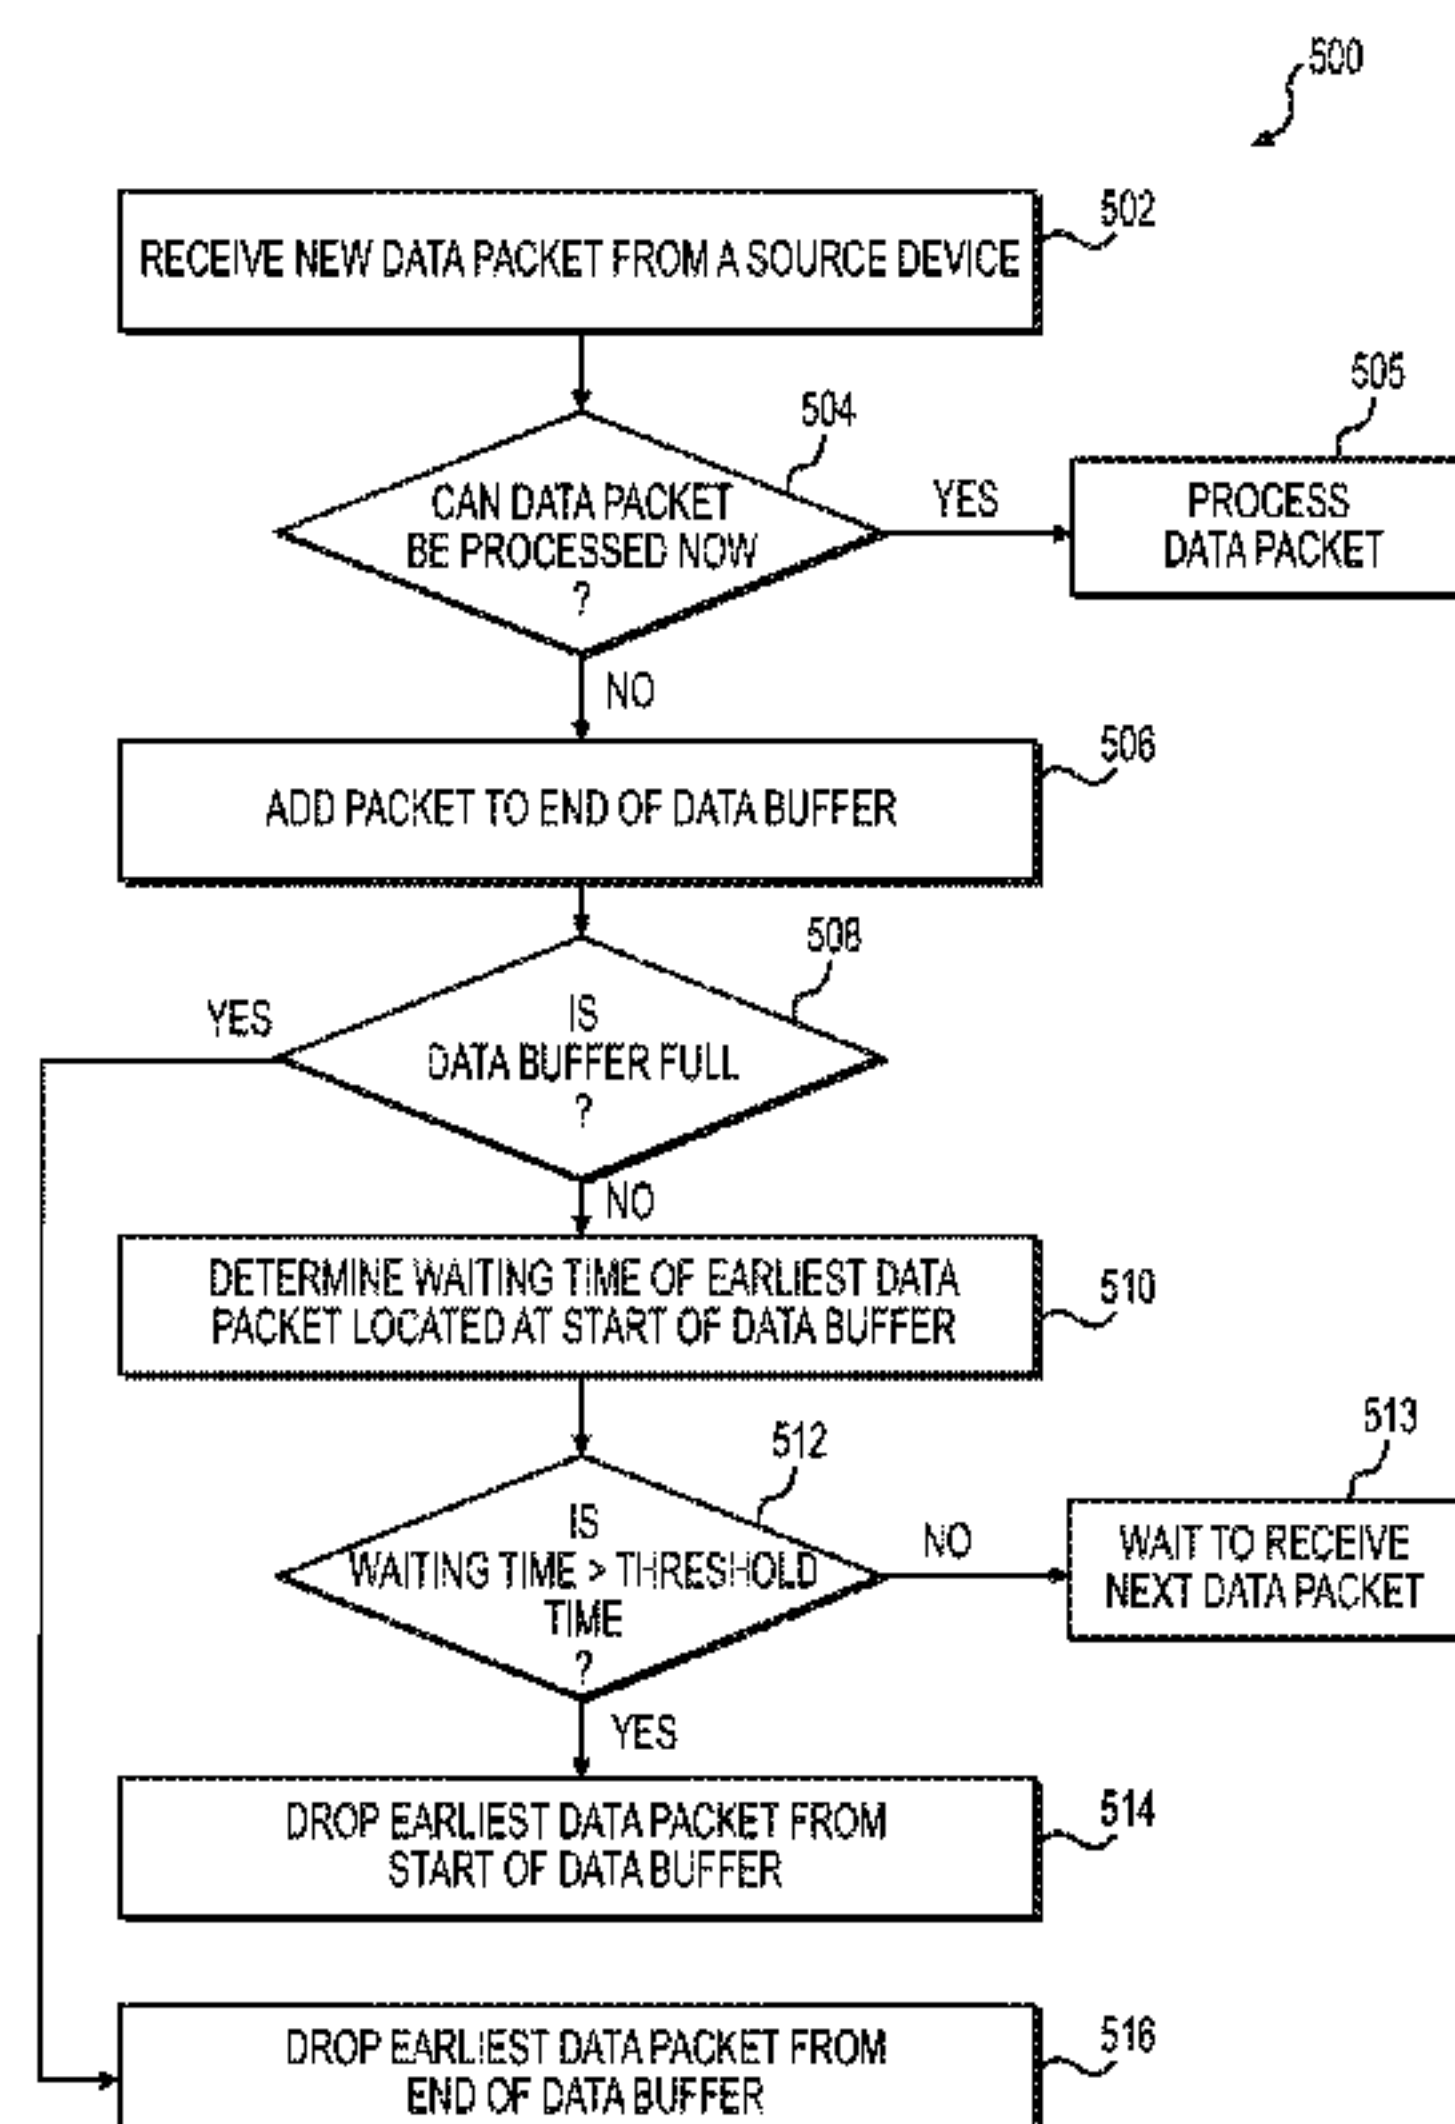 500
502
RECEIVE NEW DATA PACKET FROM A SOURCE DEVICE
504
505
CAN DATA PACKET
BE PROCESSED NOW
?
YES
PROCESS
DATA PACKET
NO
506
ADD PACKET TO END OF DATA BUFFER
508
YES
IS
DATA BUFFER FULL
?
NO
DETERMINE WAITING TIME OF EARLIEST DATA
PACKET LOCATED AT START OF DATA BUFFER
510
512
513
IS
WAITING TIME > THRESHOLD
TIME
?
NO
WAIT TO RECEIVE
NEXT DATA PACKET
YES
DROP EARLIEST DATA PACKET FROM
START OF DATA BUFFER
514
DROP EARLIEST DATA PACKET FROM
END OF DATA BUFFER
516